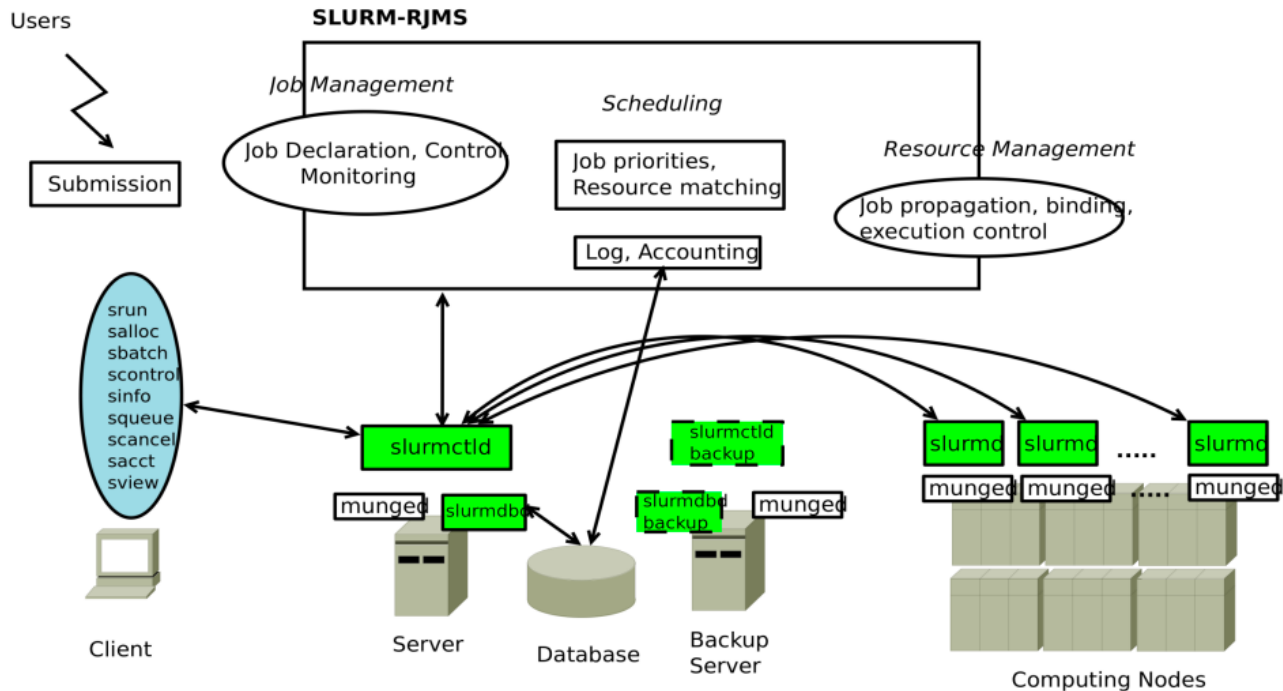 Users
SLURM-RJMS
Job Management
Scheduling
Resource Management
Submission
Job Declaration, Control
Monitoring
Job priorities,
Resource matching
Job propagation, binding,
execution control
Log, Accounting
srun
salloc
sbatch
scontrol
sinfo
squeue
scancel
sacct
sview
slurmctld
munged
slurmdbd
slurmctld
backup
slurmdbd
backup
munged
slurmd
slurmd
.....
slurmd
munged
munged
.....
munged
Client
Server
Database
Backup
Server
Computing Nodes